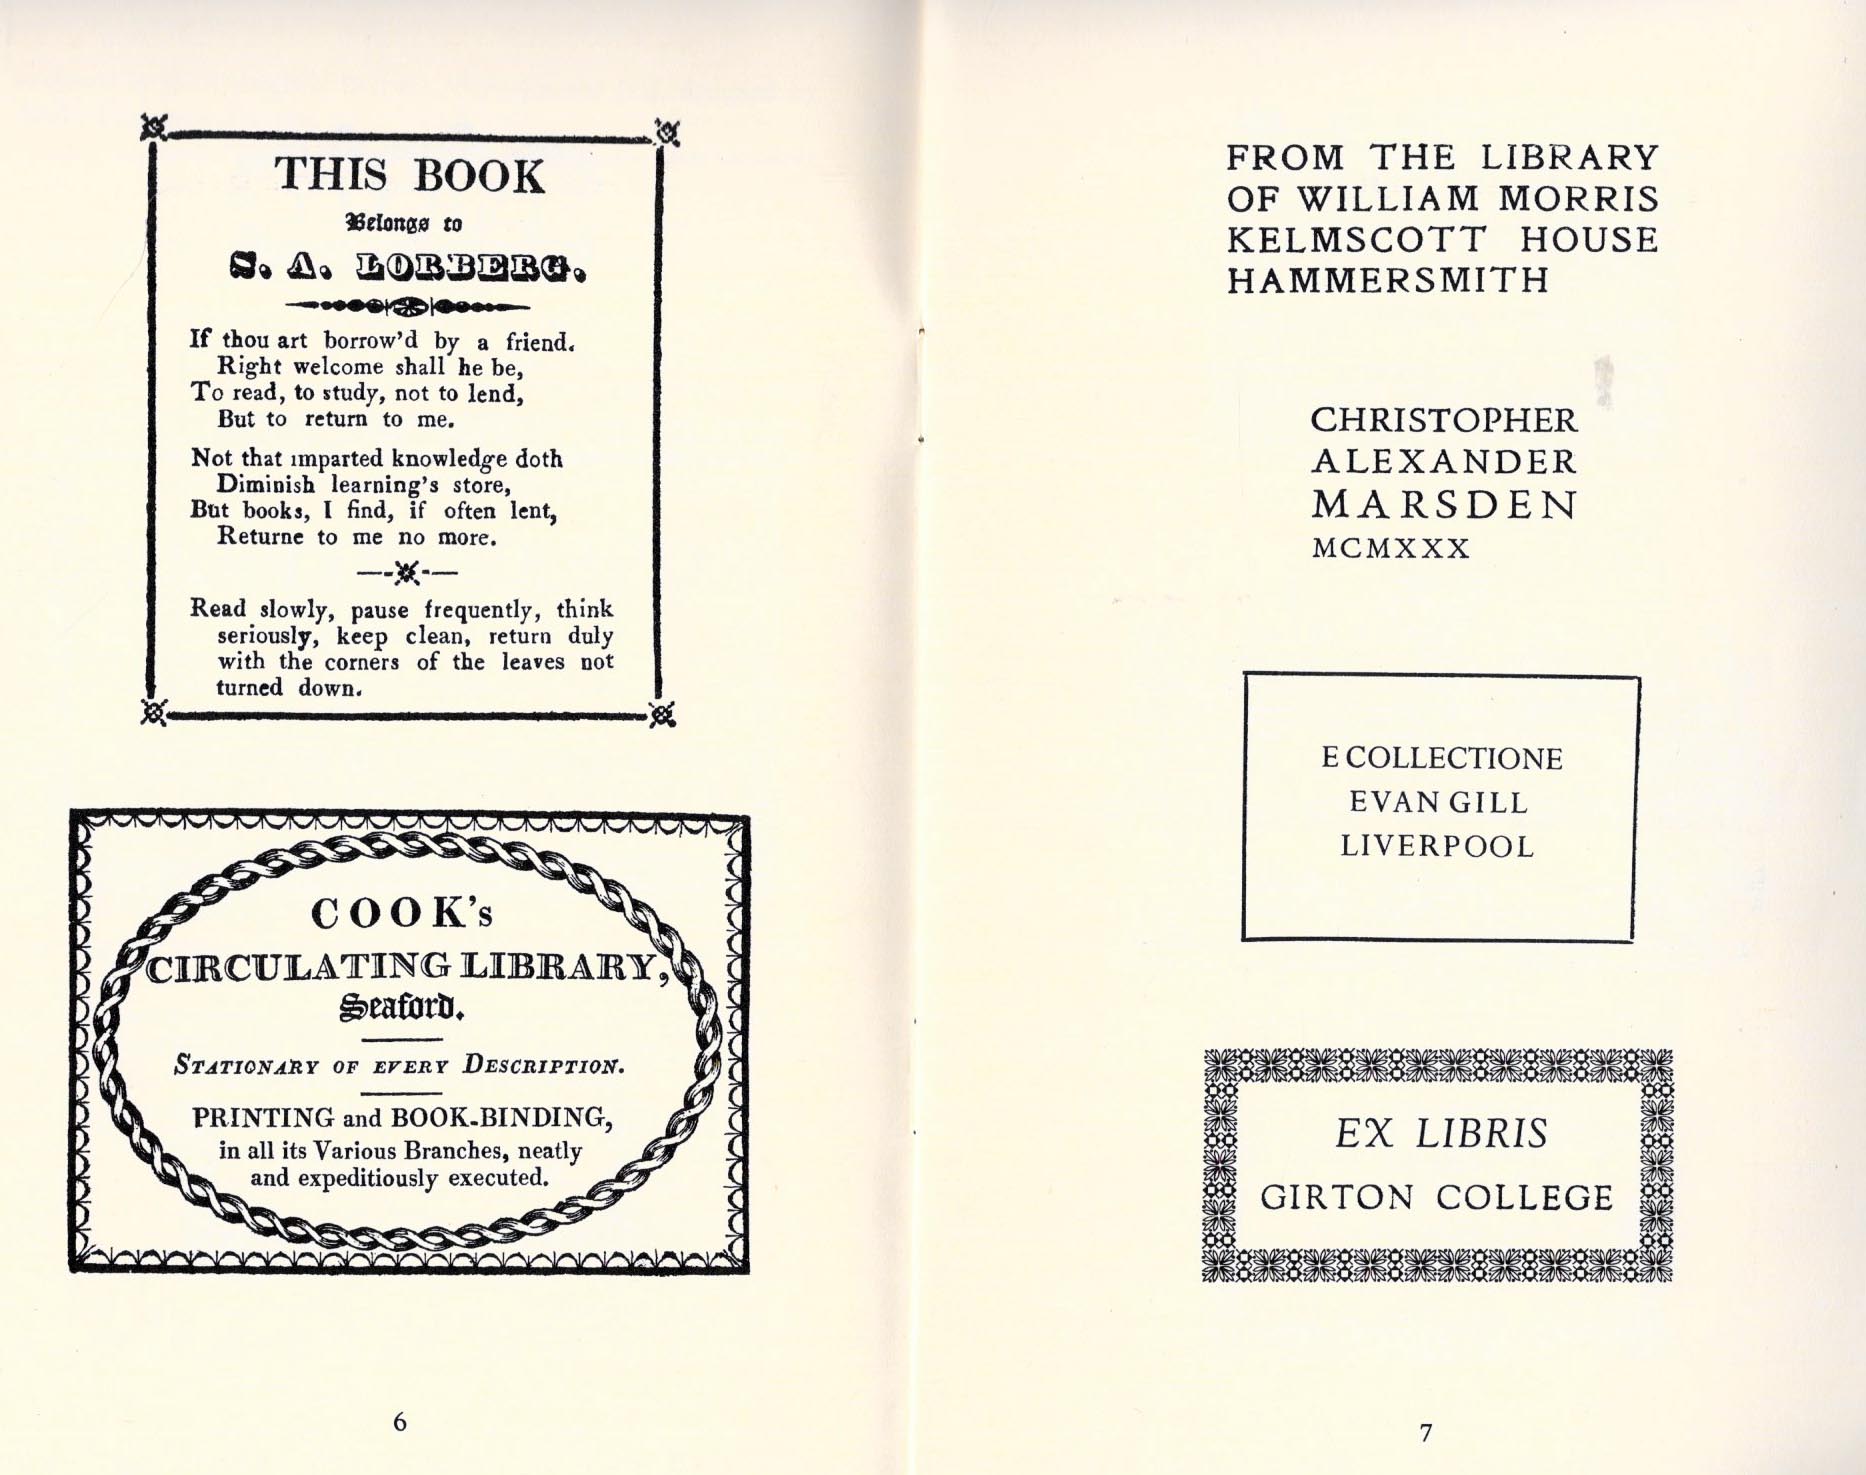 THIS BOOK
Belongs to
S. A. LORBERG.
If thou art borrow'd by a friend.
Right welcome shall he be,
To read, to study, not to lend,
But to return to me.
Not that imparted knowledge doth
Diminish learning's store,
But books, I find, if often lent,
Returne to me no more.
Read slowly, pause frequently, think
seriously, keep clean, return duly
with the corners of the leaves not
turned down.
COOK's
CIRCULATING LIBRARY,
Seaford.
STATIONARY OF EVERY DESCRIPTION.
PRINTING and BOOK-BINDING,
in all its Various Branches, neatly
and expeditiously executed.
6
FROM THE LIBRARY
OF WILLIAM MORRIS
KELMSCOTT HOUSE
HAMMERSMITH
CHRISTOPHER
ALEXANDER
MARSDEN
MCMXXX
E COLLECTIONE
EVAN GILL
LIVERPOOL
EX LIBRIS
GIRTON COLLEGE
7